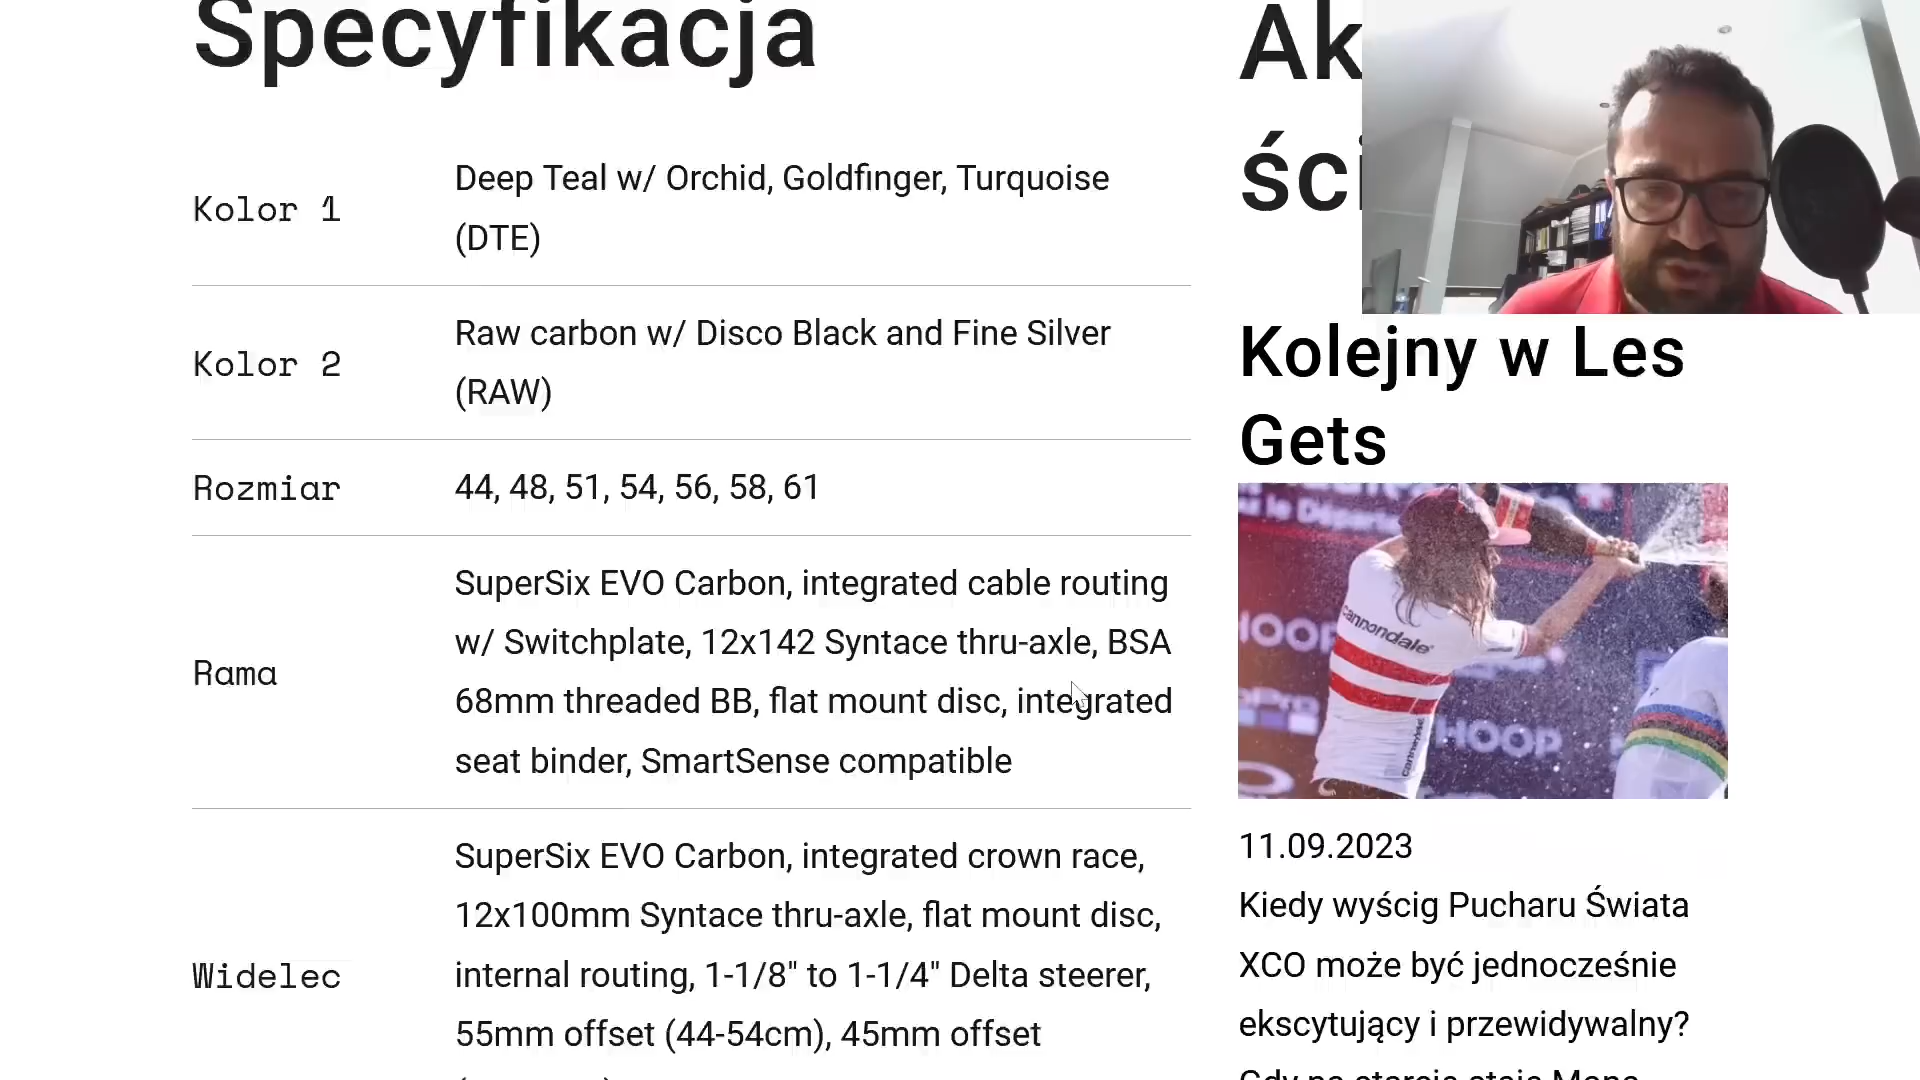 Specyfikacja
Kolor 1
Deep Teal w/ Orchid, Goldfinger, Turquoise
(DTE)
Kolor 2
Raw carbon w/ Disco Black and Fine Silver
(RAW)
Rozmiar
44, 48, 51, 54, 56, 58, 61
Rama
SuperSix EVO Carbon, integrated cable routing
w/ Switchplate, 12x142 Syntace thru-axle, BSA
68mm threaded BB, flat mount disc, integrated
seat binder, SmartSense compatible
Widelec
SuperSix EVO Carbon, integrated crown race,
12x100mm Syntace thru-axle, flat mount disc,
internal routing, 1-1/8" to 1-1/4" Delta steerer,
55mm offset (44-54cm), 45mm offset
Ak
ści
Kolejny w Les
Gets
cannondale
HOOP
WHOOP
11.09.2023
Kiedy wyścig Pucharu Świata
XCO może być jednocześnie
ekscytujący i przewidywalny?